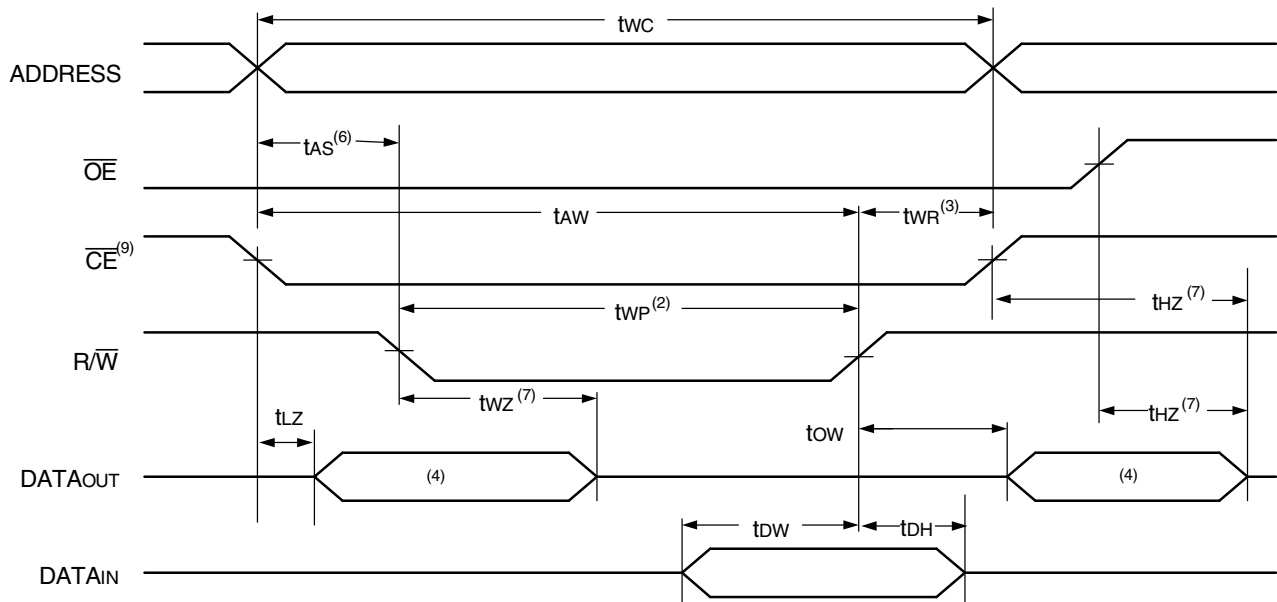 tWC
ADDRESS
tAS(6)
OE
tAW
tWR(3)
CE(9)
tWP(2)
tHZ(7)
R/W
tWZ(7)
tLZ
tHZ(7)
tOW
DATAOUT
(4)
(4)
tDW
tDH
DATAIN